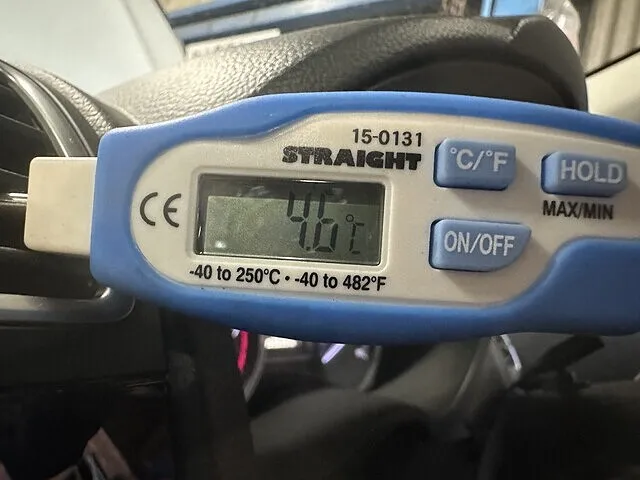 15-0131
STRAIGHT
°C/°F
HOLD
MAX/MIN
CE
4.6°C
ON/OFF
-40 to 250°C • -40 to 482°F